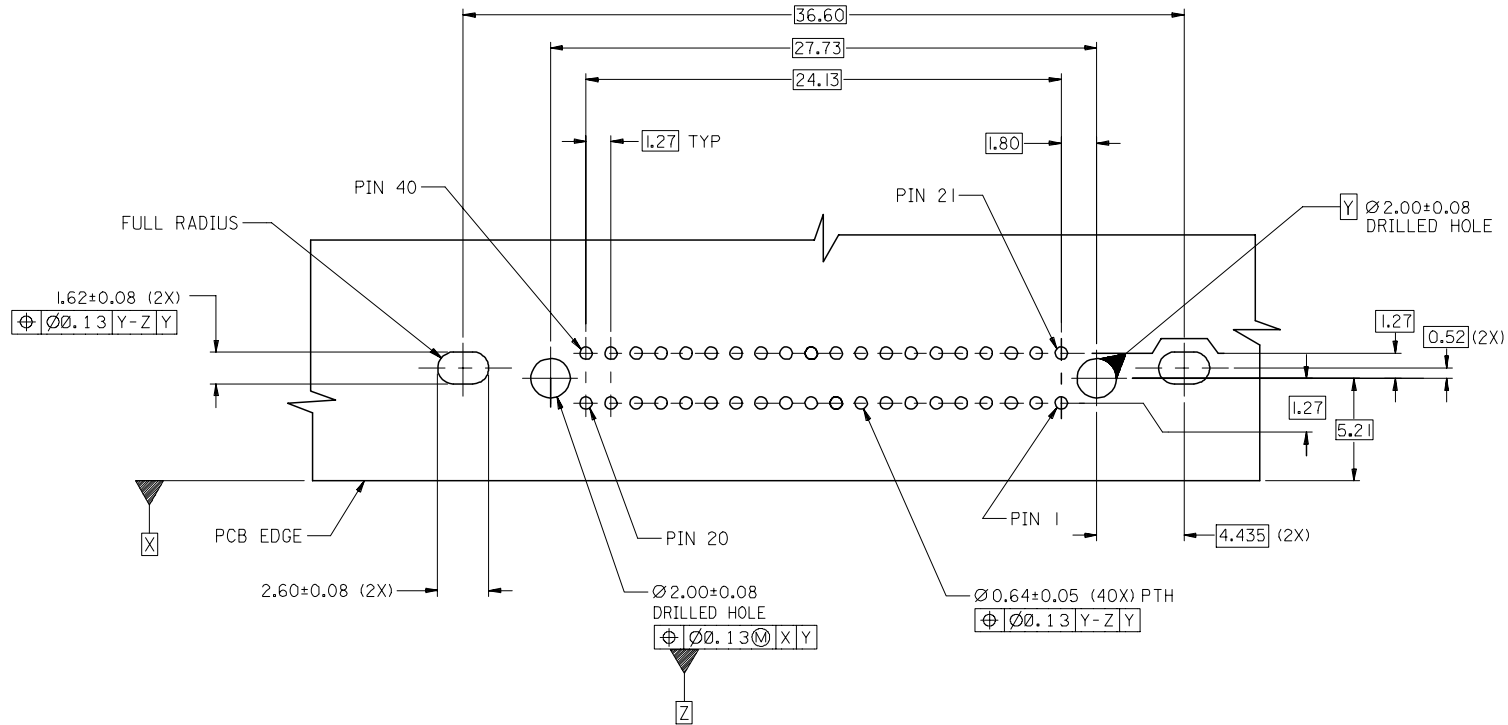 36.60
27.73
24.13
1.27 TYP
1.80
PIN 40
PIN 21
FULL RADIUS
Y Ø2.00±0.08
DRILLED HOLE
1.62±0.08 (2X)
⌖ Ø0.13 Y-Z Y
1.27
0.52 (2X)
1.27
5.21
X
PCB EDGE
PIN 20
PIN 1
4.435 (2X)
2.60±0.08 (2X)
Ø2.00±0.08
DRILLED HOLE
⌖ Ø0.13Ⓜ X Y
Ø0.64±0.05 (40X) PTH
⌖ Ø0.13 Y-Z Y
Z